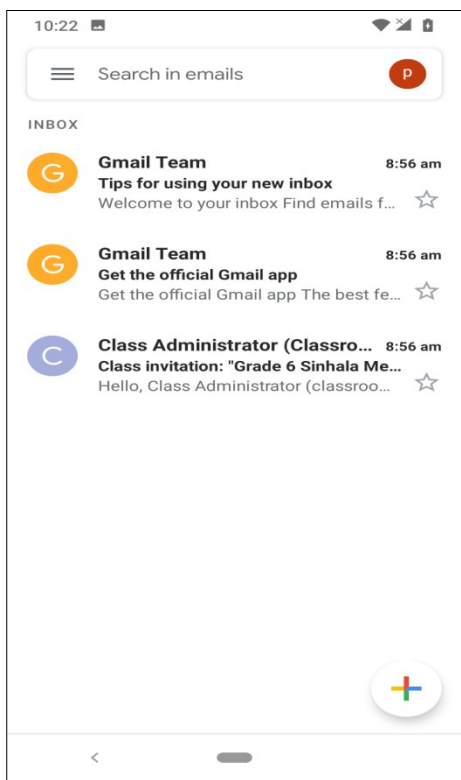 10:22
Search in emails
P
INBOX
G
Gmail Team 8:56 am
Tips for using your new inbox
Welcome to your inbox Find emails f...
G
Gmail Team 8:56 am
Get the official Gmail app
Get the official Gmail app The best fe...
C
Class Administrator (Classro... 8:56 am
Class invitation: "Grade 6 Sinhala Me...
Hello, Class Administrator (classroo...